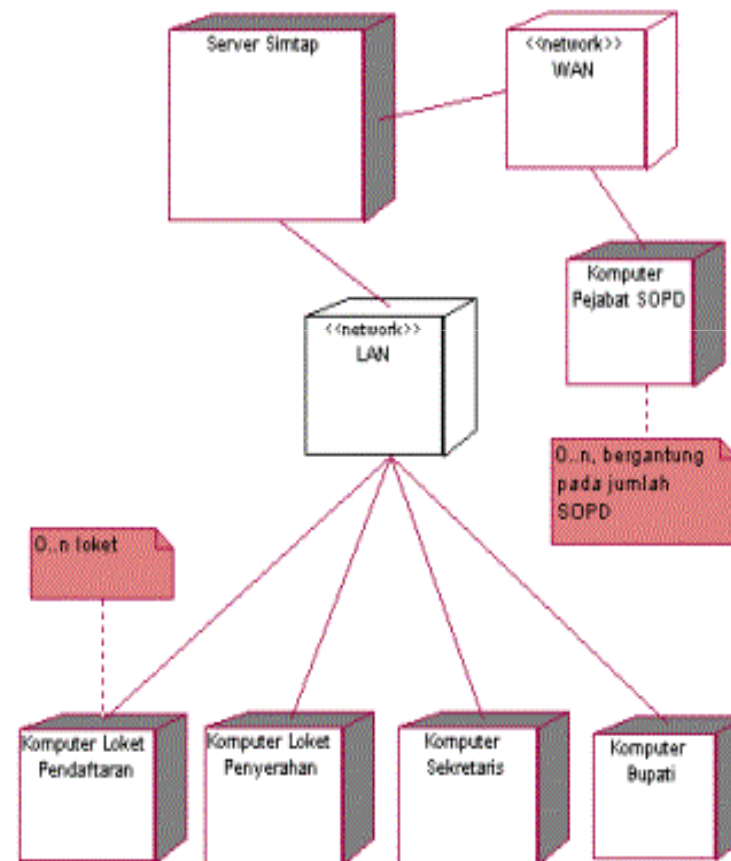 Server Simtap
<<network>>
WAN
Komputer
Pejabat SOPD
<<network>>
LAN
0..n, bergantung
pada jumlah
SOPD
0..n loket
Komputer Loket
Pendaftaran
Komputer Loket
Penyerahan
Komputer
Sekretaris
Komputer
Bupati